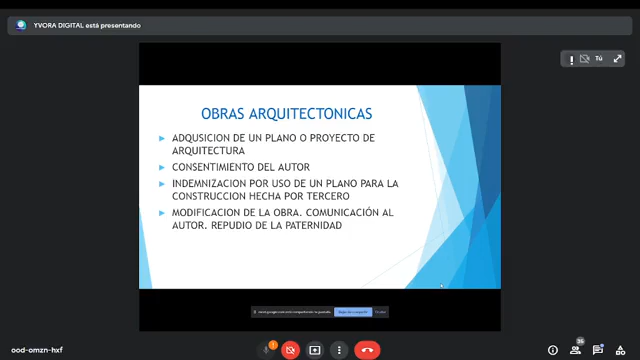 YVORA DIGITAL está presentando
Tú
OBRAS ARQUITECTONICAS
ADQUSICION DE UN PLANO O PROYECTO DE
ARQUITECTURA
CONSENTIMIENTO DEL AUTOR
INDEMNIZACION POR USO DE UN PLANO PARA LA
CONSTRUCCION HECHA POR TERCERO
MODIFICACION DE LA OBRA. COMUNICACIÓN AL
AUTOR. REPUDIO DE LA PATERNIDAD
36
ood-omzn-hxf